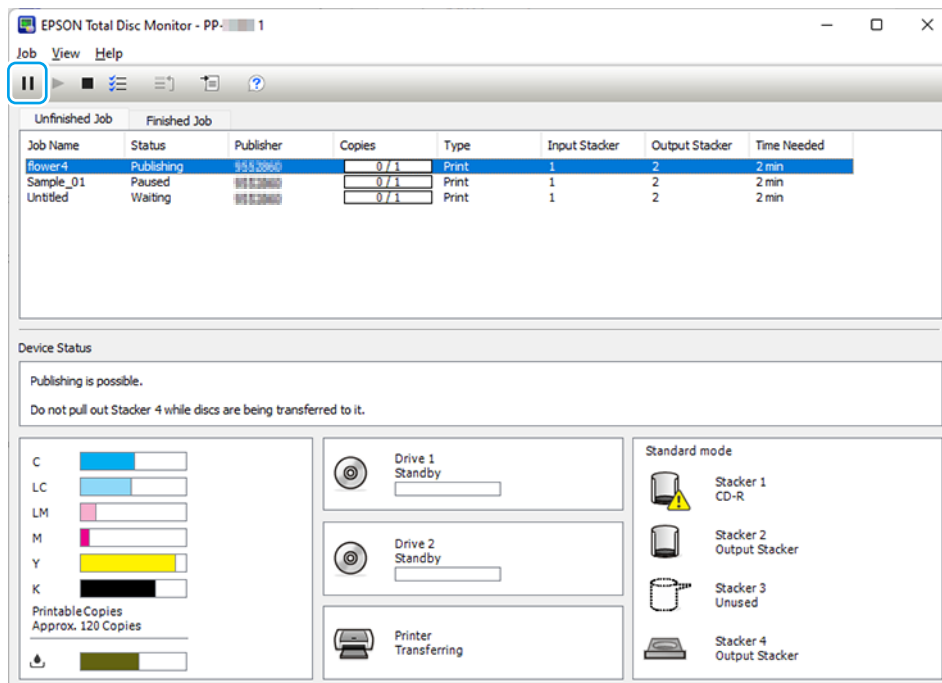 EPSON Total Disc Monitor - PP- 1
Job View Help
Unfinished Job Finished Job
Job Name Status Publisher Copies Type Input Stacker Output Stacker Time Needed
flower4 Publishing 0 / 1 Print 1 2 2 min
Sample_01 Paused 0 / 1 Print 1 2 2 min
Untitled Waiting 0 / 1 Print 1 2 2 min
Device Status
Publishing is possible.
Do not pull out Stacker 4 while discs are being transferred to it.
C
LC
LM
M
Y
K
Printable Copies
Approx. 120 Copies
Drive 1
Standby
Drive 2
Standby
Printer
Transferring
Standard mode
Stacker 1
CD-R
Stacker 2
Output Stacker
Stacker 3
Unused
Stacker 4
Output Stacker